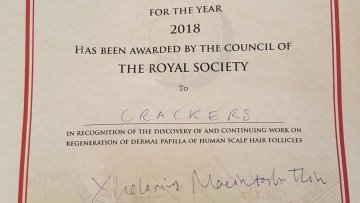 FOR THE YEAR
2018
HAS BEEN AWARDED BY THE COUNCIL OF
THE ROYAL SOCIETY
TO
CRACKERS
IN RECOGNITION OF THE DISCOVERY OF AND CONTINUING WORK ON
REGENERATION OF DERMAL PAPILLA OF HUMAN SCALP HAIR FOLLICLES